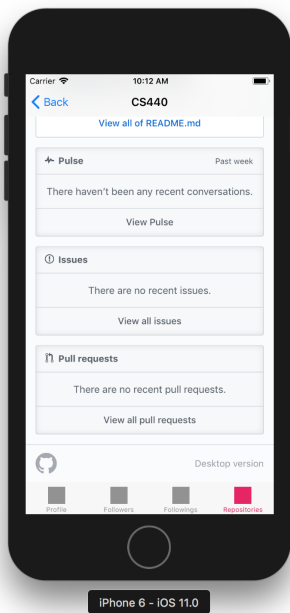 Carrier
10:12 AM
Back
CS440
View all of README.md
Pulse
Past week
There haven't been any recent conversations.
View Pulse
Issues
There are no recent issues.
View all issues
Pull requests
There are no recent pull requests.
View all pull requests
Desktop version
Profile
Followers
Followings
Repositories
iPhone 6 - iOS 11.0